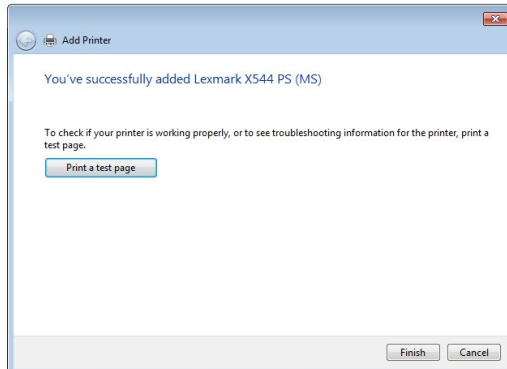 Add Printer
You've successfully added Lexmark X544 PS (MS)
To check if your printer is working properly, or to see troubleshooting information for the printer, print a
test page.
Print a test page
Finish Cancel